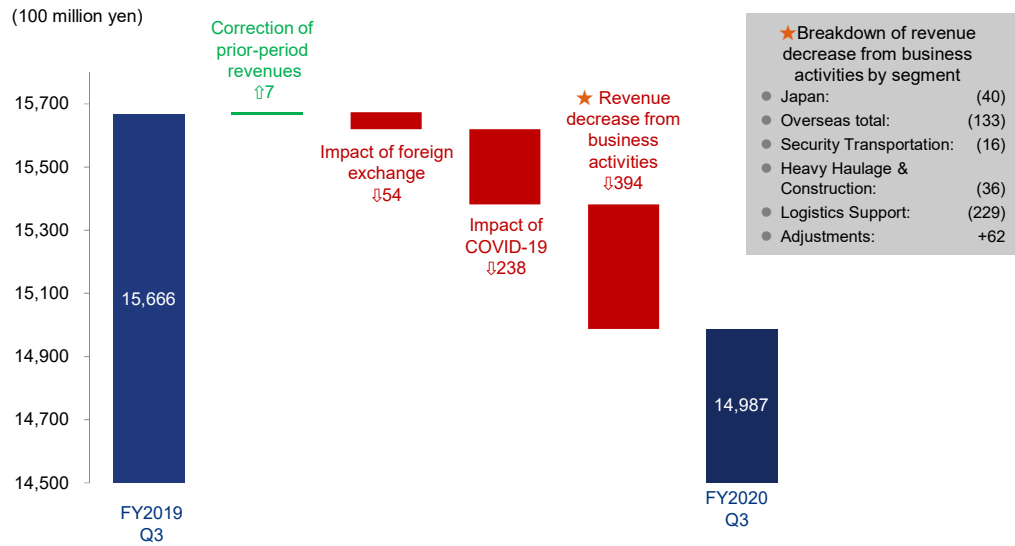 (100 million yen)
Correction of
prior-period
revenues
⇧7
★Breakdown of revenue
decrease from business
activities by segment
● Japan: (40)
● Overseas total: (133)
● Security Transportation: (16)
● Heavy Haulage &
Construction: (36)
● Logistics Support: (229)
● Adjustments: +62
15,700
15,500
15,300
15,100
14,900
14,700
14,500
15,666
Impact of foreign
exchange
⇩54
Impact of
COVID-19
⇩238
★ Revenue
decrease from
business
activities
⇩394
14,987
FY2019
Q3
FY2020
Q3